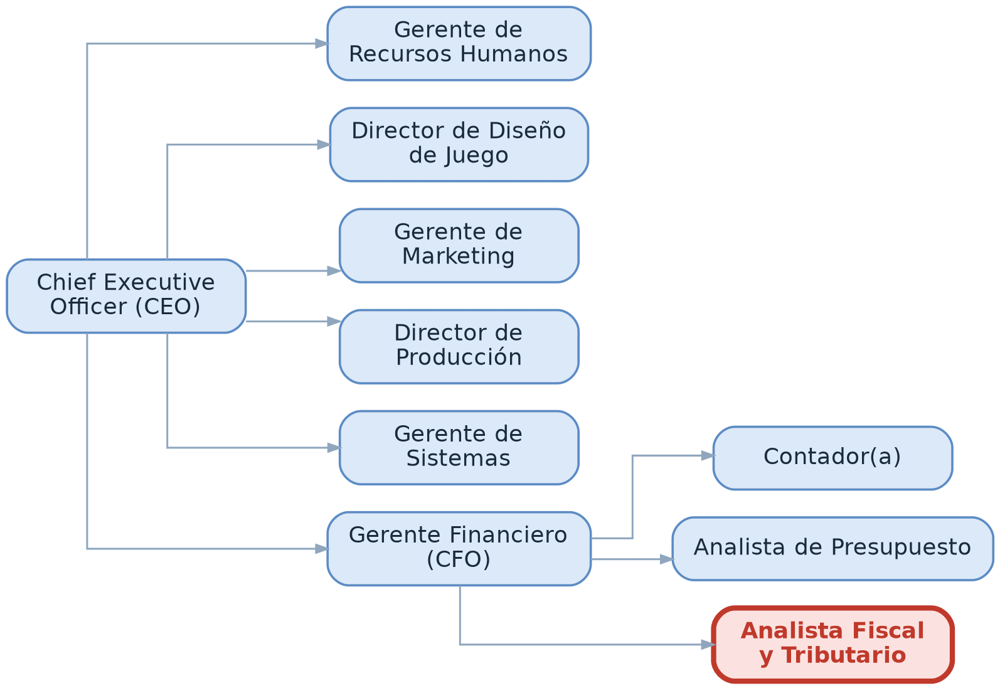 Gerente de
Recursos Humanos
Director de Diseño
de Juego
Gerente de
Marketing
Chief Executive
Officer (CEO)
Director de
Producción
Gerente de
Sistemas
Contador(a)
Gerente Financiero
(CFO)
Analista de Presupuesto
Analista Fiscal
y Tributario